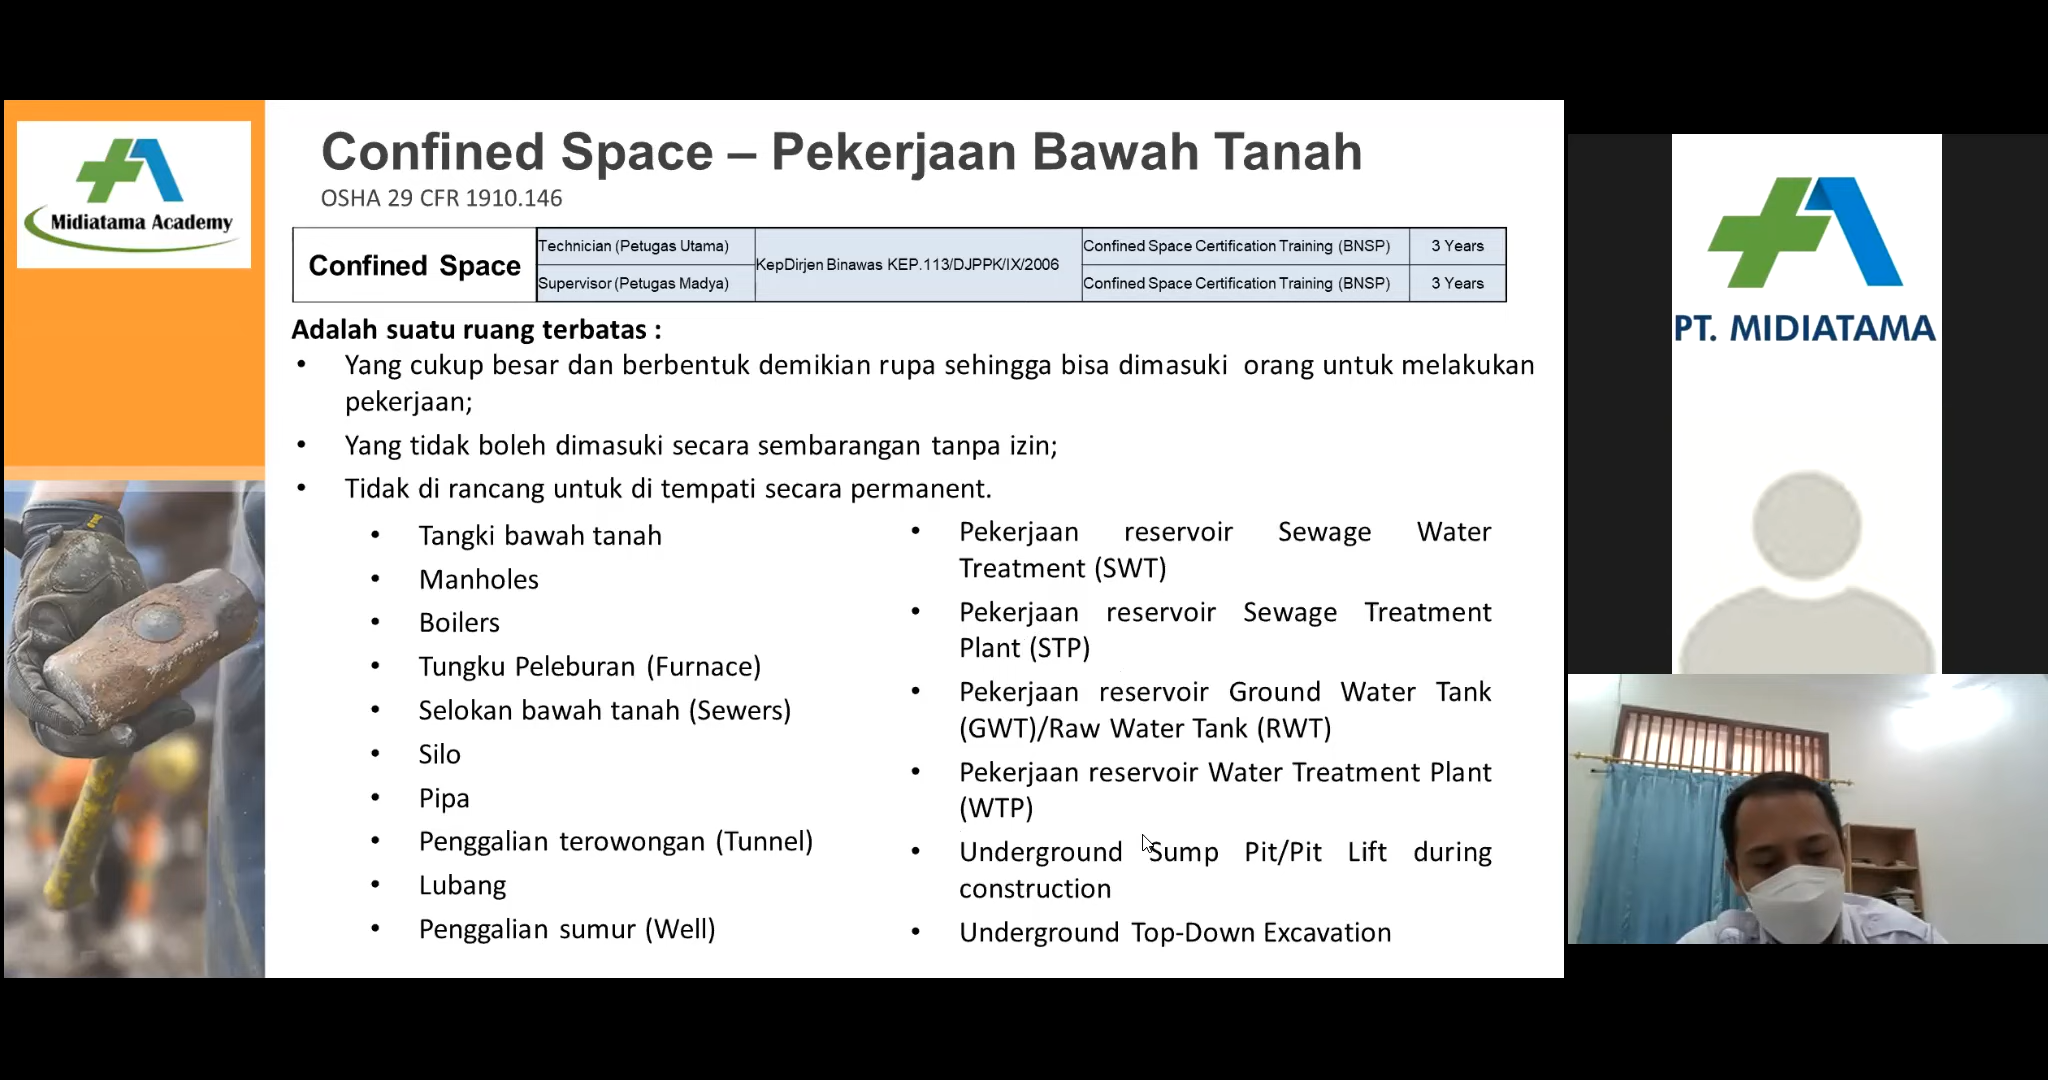 Midiatama Academy
Confined Space – Pekerjaan Bawah Tanah
OSHA 29 CFR 1910.146
Confined Space
Technician (Petugas Utama)
KepDirjen Binawas KEP.113/DJPPK/IX/2006
Confined Space Certification Training (BNSP)
3 Years
Supervisor (Petugas Madya)
Confined Space Certification Training (BNSP)
3 Years
Adalah suatu ruang terbatas :
• Yang cukup besar dan berbentuk demikian rupa sehingga bisa dimasuki orang untuk melakukan
pekerjaan;
• Yang tidak boleh dimasuki secara sembarangan tanpa izin;
• Tidak di rancang untuk di tempati secara permanent.
• Tangki bawah tanah
• Manholes
• Boilers
• Tungku Peleburan (Furnace)
• Selokan bawah tanah (Sewers)
• Silo
• Pipa
• Penggalian terowongan (Tunnel)
• Lubang
• Penggalian sumur (Well)
• Pekerjaan reservoir Sewage Water
Treatment (SWT)
• Pekerjaan reservoir Sewage Treatment
Plant (STP)
• Pekerjaan reservoir Ground Water Tank
(GWT)/Raw Water Tank (RWT)
• Pekerjaan reservoir Water Treatment Plant
(WTP)
• Underground Sump Pit/Pit Lift during
construction
• Underground Top-Down Excavation
PT. MIDIATAMA